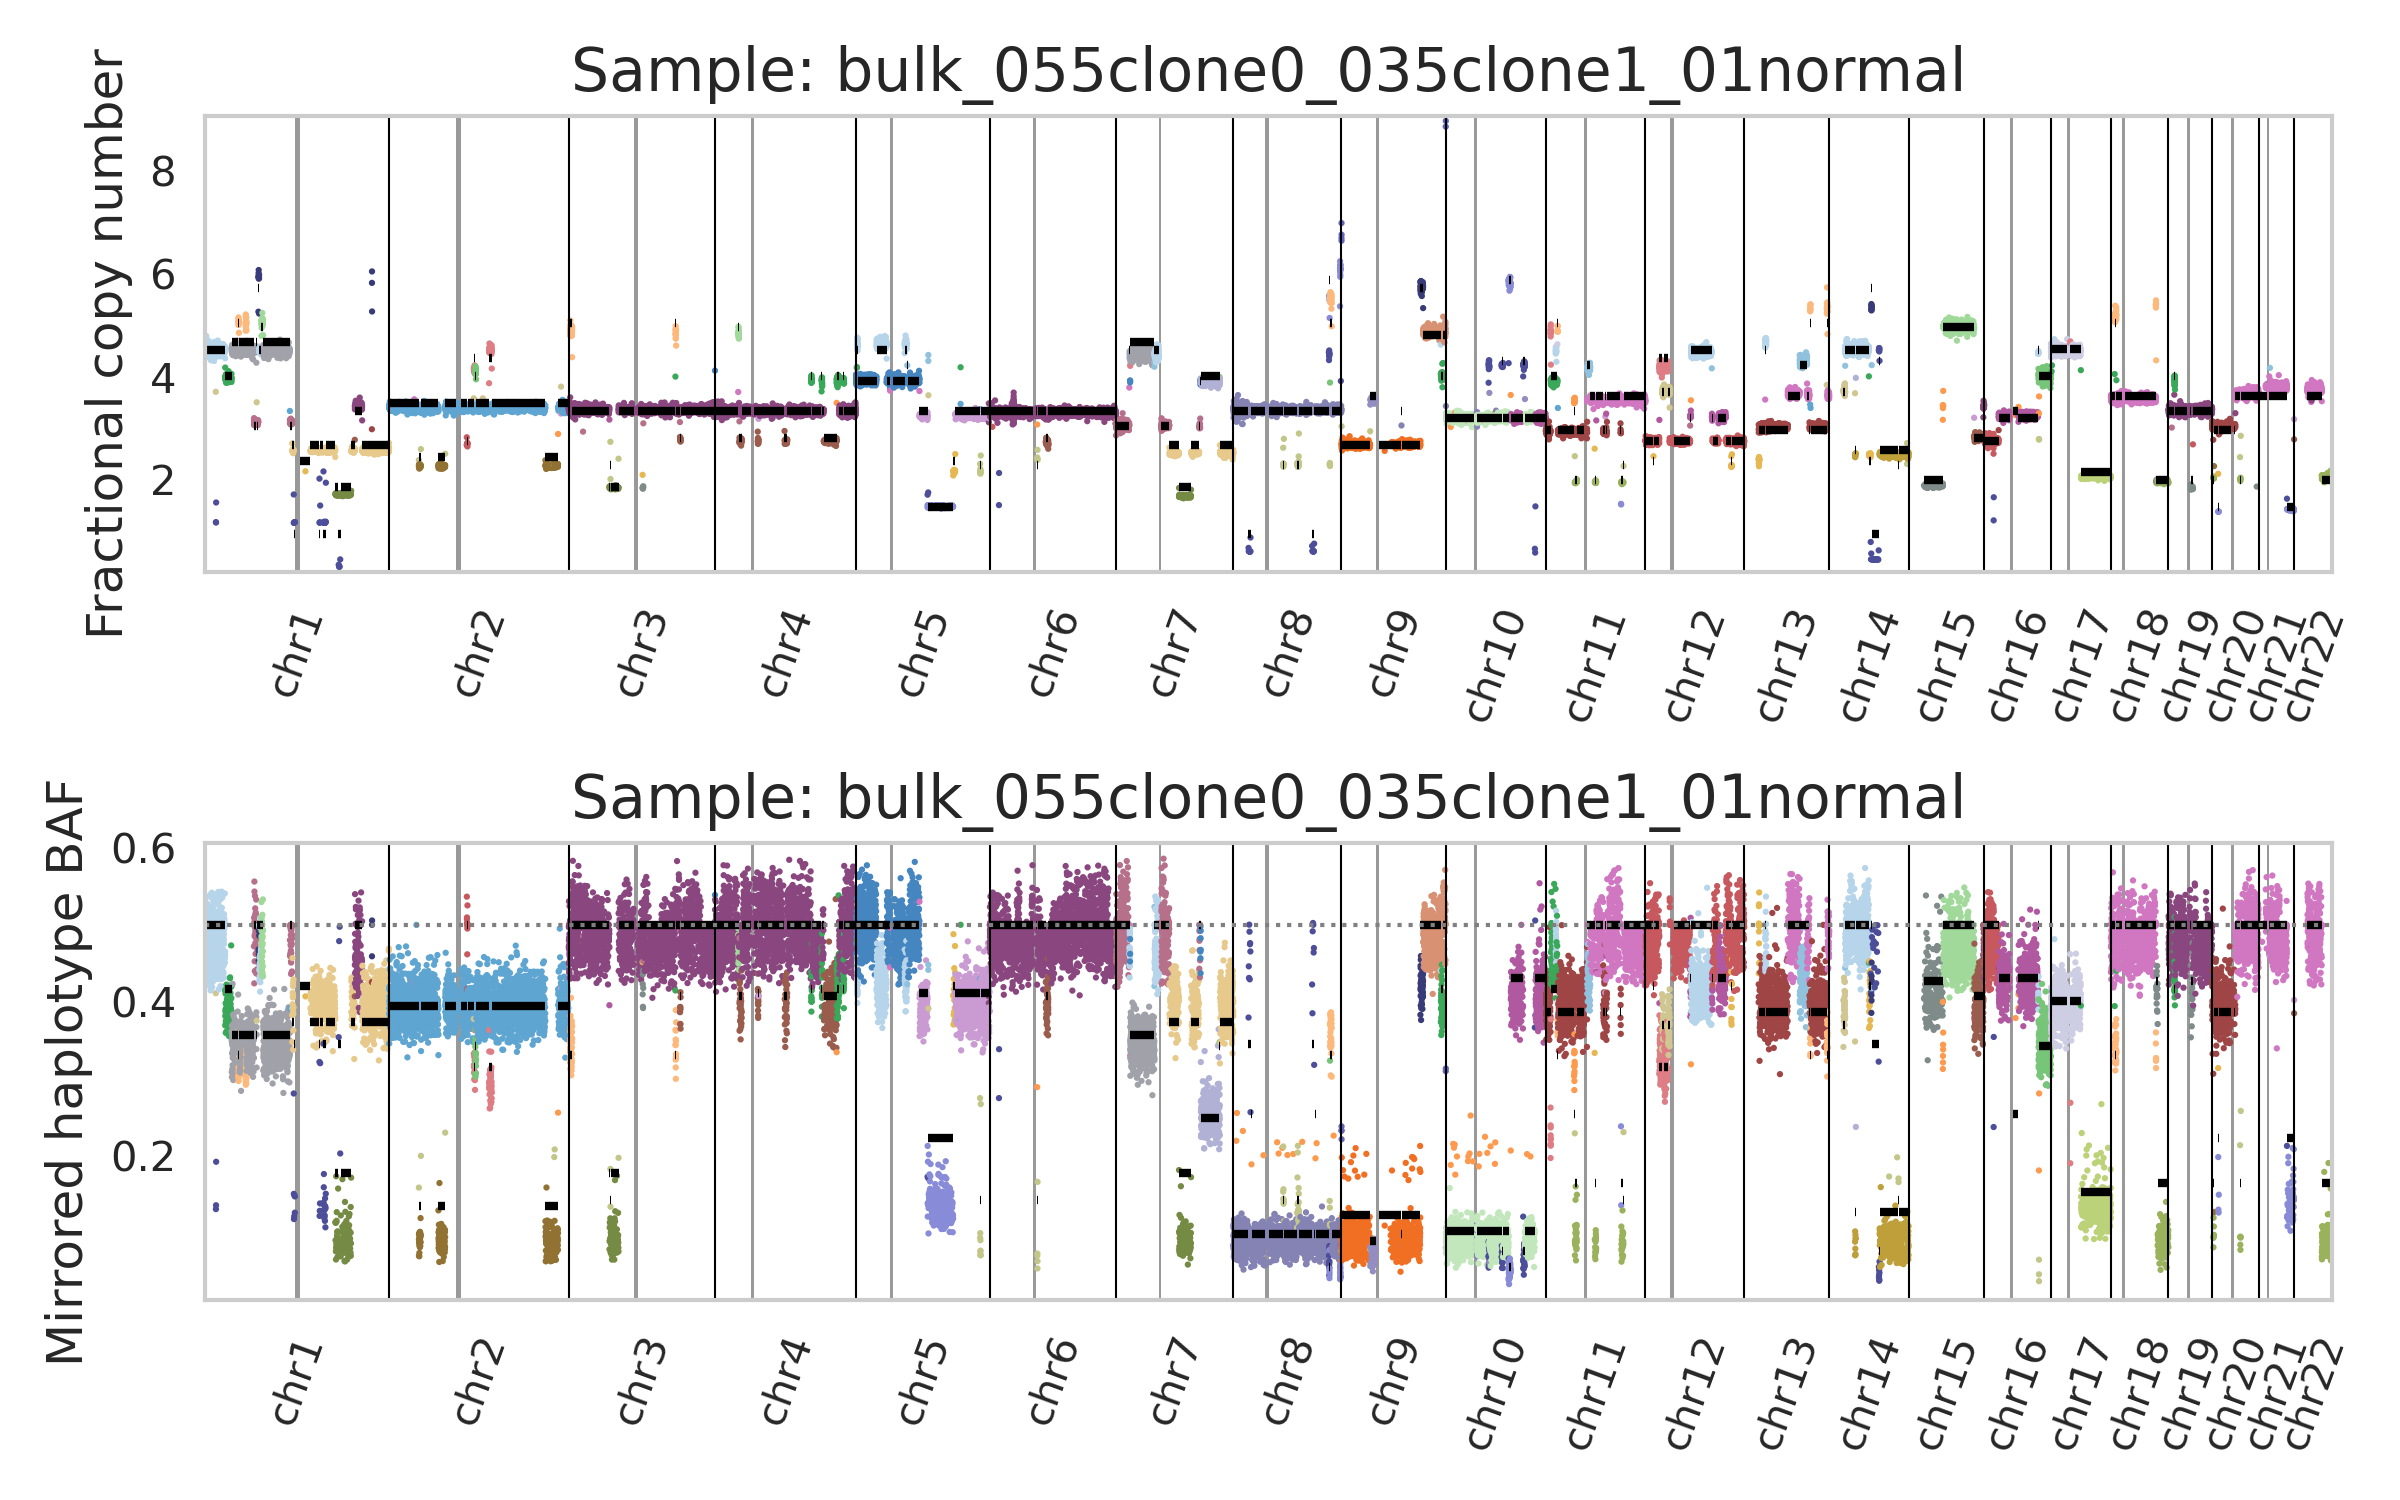 Sample: bulk_055clone0_035clone1_01normal
Fractional copy number
8
6
4
2
chr1 chr2 chr3 chr4 chr5 chr6 chr7 chr8 chr9 chr10 chr11 chr12 chr13 chr14 chr15 chr16 chr17 chr18 chr19 chr20 chr21 chr22
Sample: bulk_055clone0_035clone1_01normal
Mirrored haplotype BAF
0.6
0.4
0.2
chr1 chr2 chr3 chr4 chr5 chr6 chr7 chr8 chr9 chr10 chr11 chr12 chr13 chr14 chr15 chr16 chr17 chr18 chr19 chr20 chr21 chr22